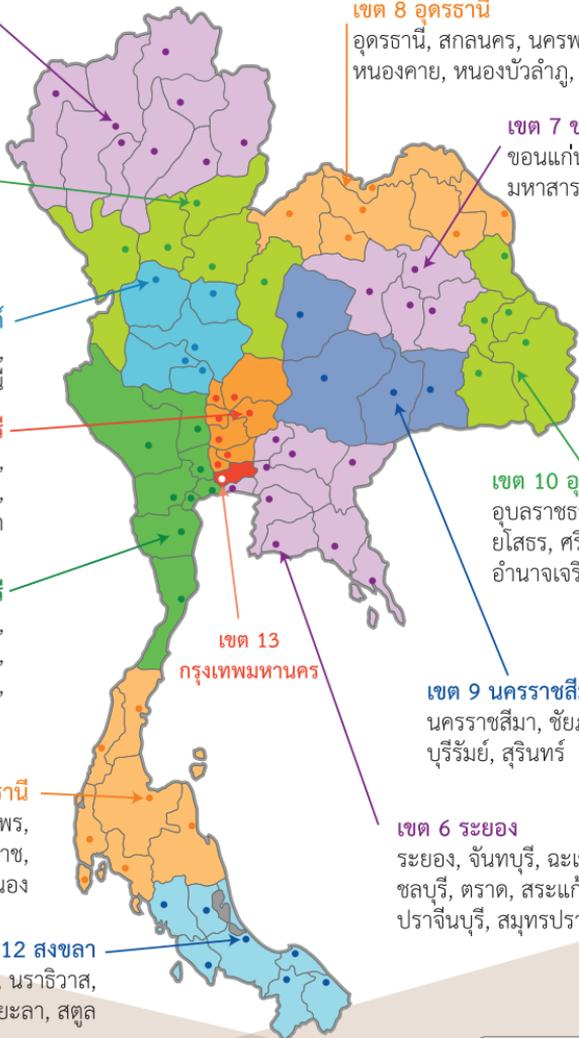 เขต 8 อุดรธานี
อุดรธานี, สกลนคร, นครพ
หนองคาย, หนองบัวลำภู,
เขต 7 ข
ขอนแก่น
มหาสาร
เขต 10 อุ
อุบลราชธ
ยโสธร, ศรี
อำนาจเจริ
เขต 13
กรุงเทพมหานคร
เขต 9 นครราชสี
นครราชสีมา, ชัยภ
บุรีรัมย์, สุรินทร์
านี
พร,
ราช,
นอง
เขต 6 ระยอง
ระยอง, จันทบุรี, ฉะเ
ชลบุรี, ตราด, สระแก้
ปราจีนบุรี, สมุทรปรา
12 สงขลา
, นราธิวาส,
ยะลา, สตูล